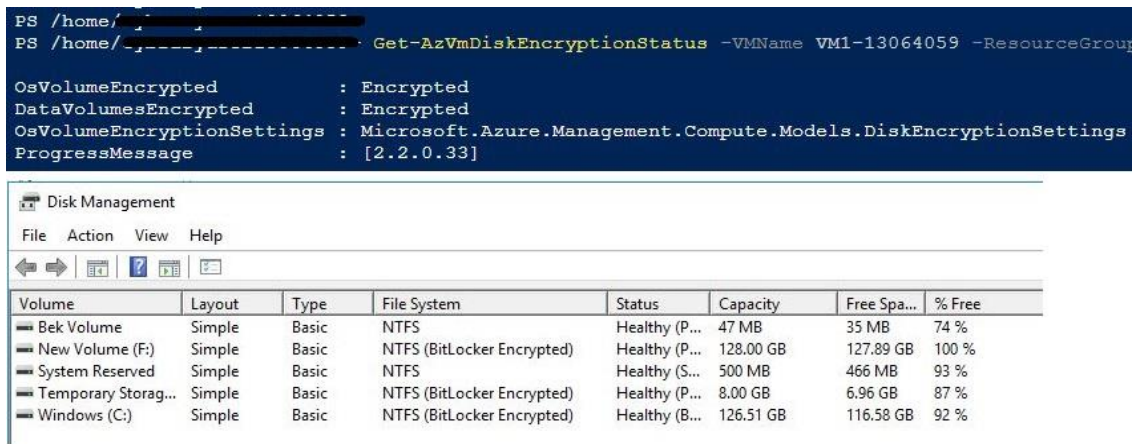 PS /home/
PS /home/ Get-AzVmDiskEncryptionStatus -VMName VM1-13064059 -ResourceGroup
OsVolumeEncrypted : Encrypted
DataVolumesEncrypted : Encrypted
OsVolumeEncryptionSettings : Microsoft.Azure.Management.Compute.Models.DiskEncryptionSettings
ProgressMessage : [2.2.0.33]
Disk Management
File Action View Help
Volume Layout Type File System Status Capacity Free Spa... % Free
Bek Volume Simple Basic NTFS Healthy (P... 47 MB 35 MB 74 %
New Volume (F:) Simple Basic NTFS (BitLocker Encrypted) Healthy (P... 128.00 GB 127.89 GB 100 %
System Reserved Simple Basic NTFS Healthy (S... 500 MB 466 MB 93 %
Temporary Storag... Simple Basic NTFS (BitLocker Encrypted) Healthy (P... 8.00 GB 6.96 GB 87 %
Windows (C:) Simple Basic NTFS (BitLocker Encrypted) Healthy (B... 126.51 GB 116.58 GB 92 %